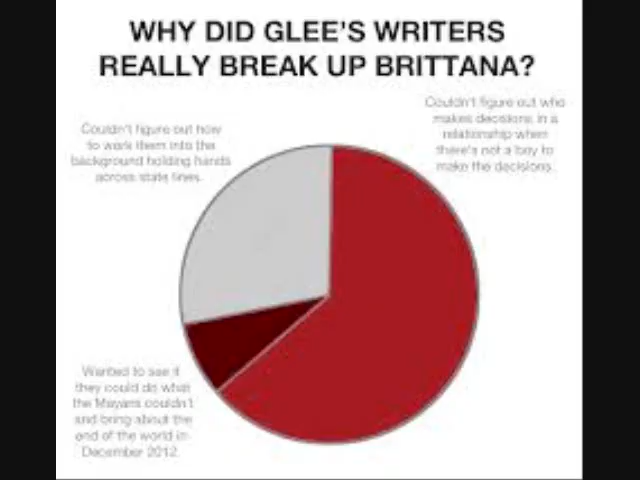 WHY DID GLEE'S WRITERS
REALLY BREAK UP BRITTANA?
Couldn't figure out who
makes decisions in a
relationship when
there's not a boy to
make the decisions.
Couldn't figure out how
to work them into the
background holding hands
across state lines.
Wanted to see if
they could do what
the Mayans couldn't
and bring about the
end of the world in
December 2012.